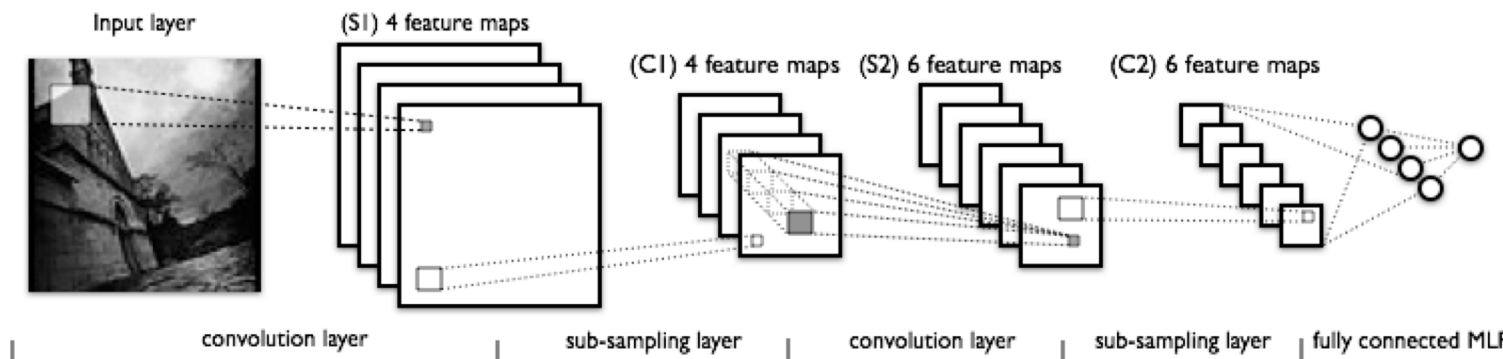 Input layer
(S1) 4 feature maps
(C1) 4 feature maps
(S2) 6 feature maps
(C2) 6 feature maps
convolution layer
sub-sampling layer
convolution layer
sub-sampling layer
fully connected MLP